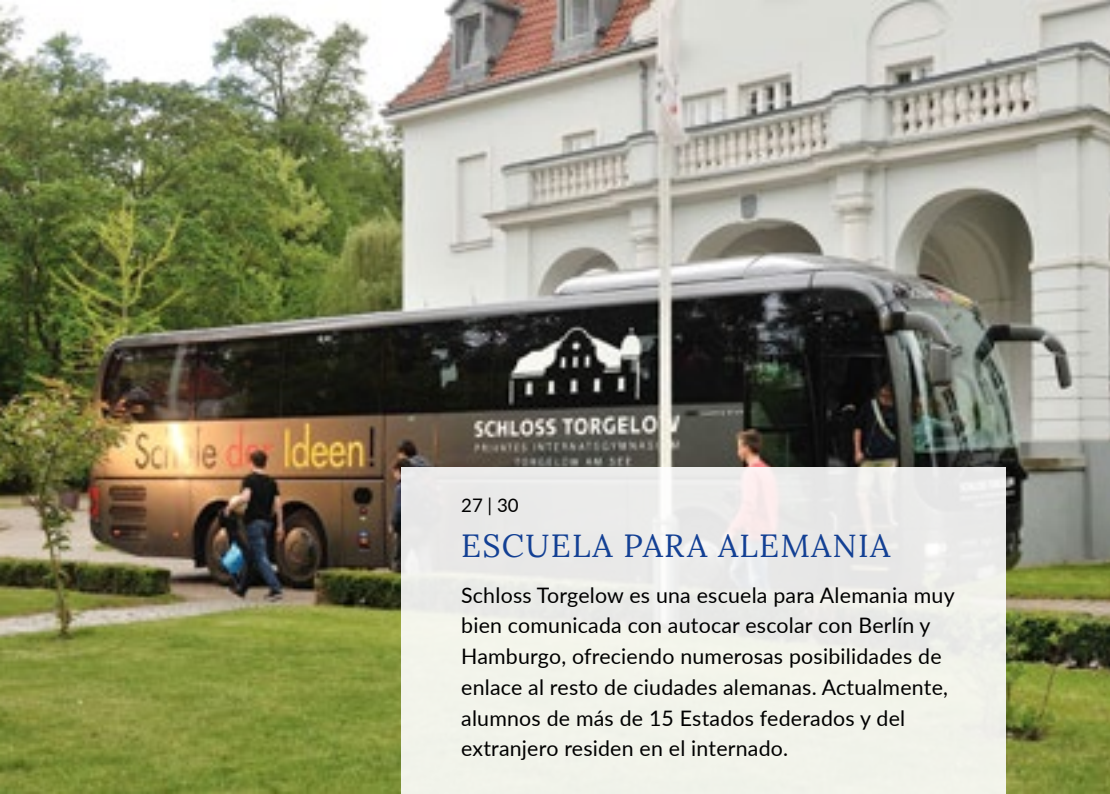 Schule der Ideen!
SCHLOSS TORGELOW
PRIVATES INTERNATSGYMNASIUM
TORGELOW AM SEE
27 | 30
ESCUELA PARA ALEMANIA
Schloss Torgelow es una escuela para Alemania muy
bien comunicada con autocar escolar con Berlín y
Hamburgo, ofreciendo numerosas posibilidades de
enlace al resto de ciudades alemanas. Actualmente,
alumnos de más de 15 Estados federados y del
extranjero residen en el internado.